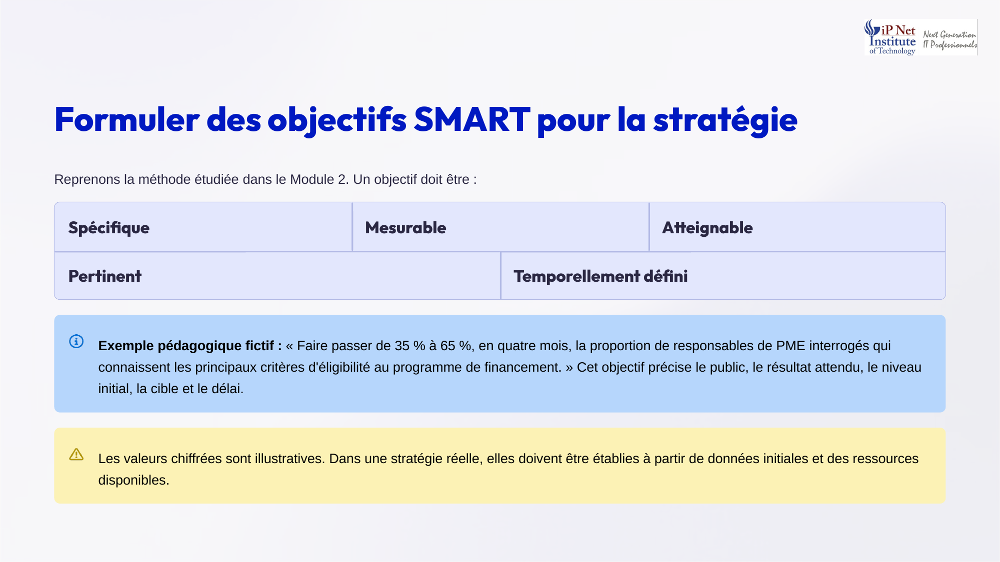 iP Net
Institute
of Technology
Next Generation
IT Professionnels
Formuler des objectifs SMART pour la stratégie
Reprenons la méthode étudiée dans le Module 2. Un objectif doit être :
Spécifique
Mesurable
Atteignable
Pertinent
Temporellement défini
Exemple pédagogique fictif : « Faire passer de 35 % à 65 %, en quatre mois, la proportion de responsables de PME interrogés qui
connaissent les principaux critères d'éligibilité au programme de financement. » Cet objectif précise le public, le résultat attendu, le niveau
initial, la cible et le délai.
Les valeurs chiffrées sont illustratives. Dans une stratégie réelle, elles doivent être établies à partir de données initiales et des ressources
disponibles.